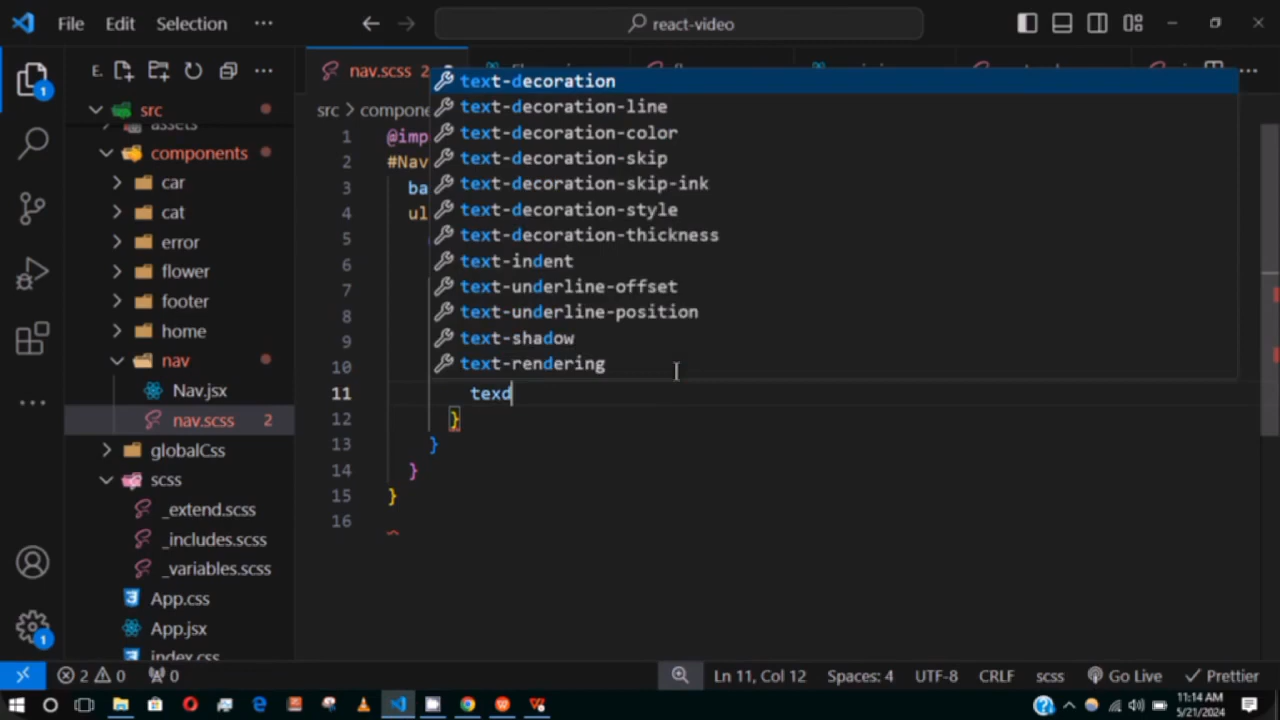 File Edit Selection ··· react-video
E. ···
nav.scss 2
src > compone
src
assets
components
car
cat
error
flower
footer
home
nav
Nav.jsx
nav.scss 2
globalCss
scss
_extend.scss
_includes.scss
_variables.scss
App.css
App.jsx
index.css
text-decoration
text-decoration-line
text-decoration-color
text-decoration-skip
text-decoration-skip-ink
text-decoration-style
text-decoration-thickness
text-indent
text-underline-offset
text-underline-position
text-shadow
text-rendering
1 @imp
2 #Nav
3 ba
4 ul
5
6
7
8
9
10
11 texd
12 }
13 }
14 }
15 }
16
1
1
2 0 0 Ln 11, Col 12 Spaces: 4 UTF-8 CRLF scss Go Live Prettier
11:14 AM
5/21/2024